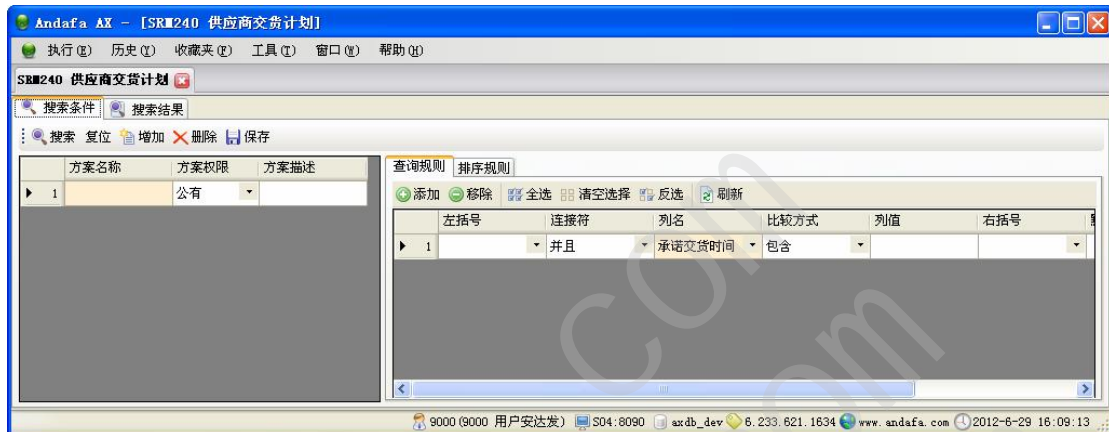 Andafa AX - [SRM240 供应商交货计划]
执行(E) 历史(Y) 收藏夹(F) 工具(T) 窗口(W) 帮助(H)
SRM240 供应商交货计划
搜索条件 搜索结果
搜索 复位 增加 删除 保存
方案名称 方案权限 方案描述
1 公有
查询规则 排序规则
添加 移除 全选 清空选择 反选 刷新
左括号 连接符 列名 比较方式 列值 右括号
1 并且 承诺交货时间 包含
9000(9000 用户安达发) S04:8090 axdb_dev 6.233.621.1634 www.andafa.com 2012-6-29 16:09:13
com
com